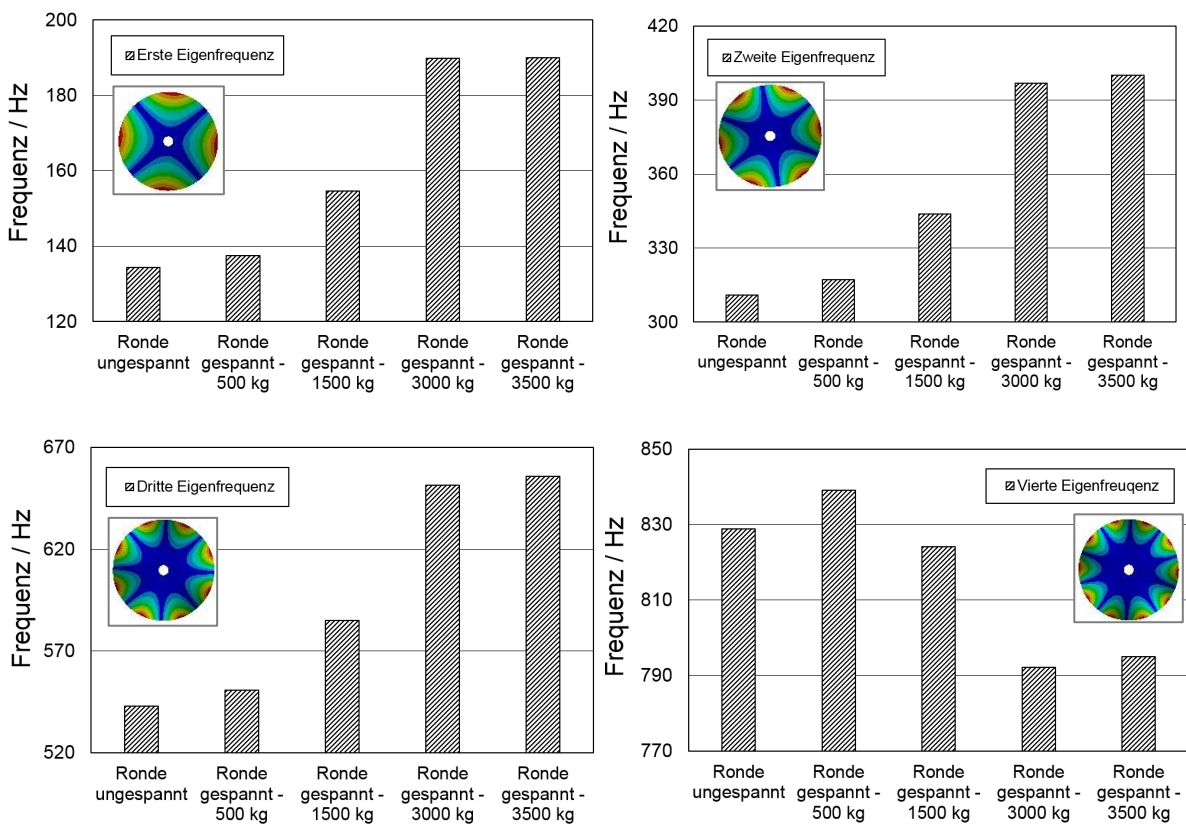 200
180
160
140
120
Frequenz / Hz
Erste Eigenfrequenz
Ronde
ungespannt
Ronde
gespannt -
500 kg
Ronde
gespannt -
1500 kg
Ronde
gespannt -
3000 kg
Ronde
gespannt -
3500 kg
420
390
360
330
300
Frequenz / Hz
Zweite Eigenfrequenz
Ronde
ungespannt
Ronde
gespannt -
500 kg
Ronde
gespannt -
1500 kg
Ronde
gespannt -
3000 kg
Ronde
gespannt -
3500 kg
670
620
570
520
Frequenz / Hz
Dritte Eigenfrequenz
Ronde
ungespannt
Ronde
gespannt -
500 kg
Ronde
gespannt -
1500 kg
Ronde
gespannt -
3000 kg
Ronde
gespannt -
3500 kg
850
830
810
790
770
Frequenz / Hz
Vierte Eigenfreuqenz
Ronde
ungespannt
Ronde
gespannt -
500 kg
Ronde
gespannt -
1500 kg
Ronde
gespannt -
3000 kg
Ronde
gespannt -
3500 kg